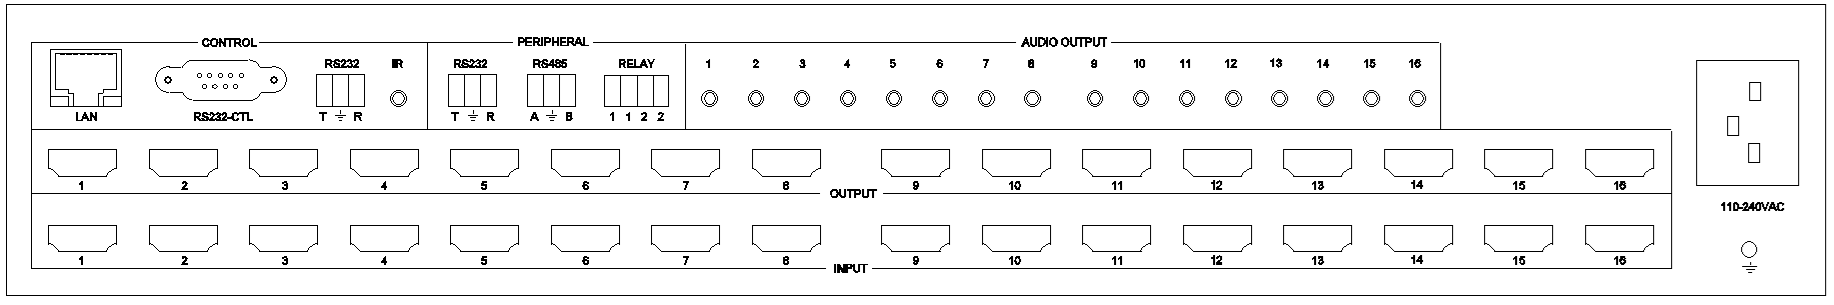 CONTROL PERIPHERAL AUDIO OUTPUT
RS232 IR RS232 RS485 RELAY 1 2 3 4 5 6 7 8 9 10 11 12 13 14 15 16
LAN RS232-CTL T R T R A B 1 1 2 2
1 2 3 4 5 6 7 8 9 10 11 12 13 14 15 16
OUTPUT
110-240VAC
1 2 3 4 5 6 7 8 9 10 11 12 13 14 15 16
INPUT